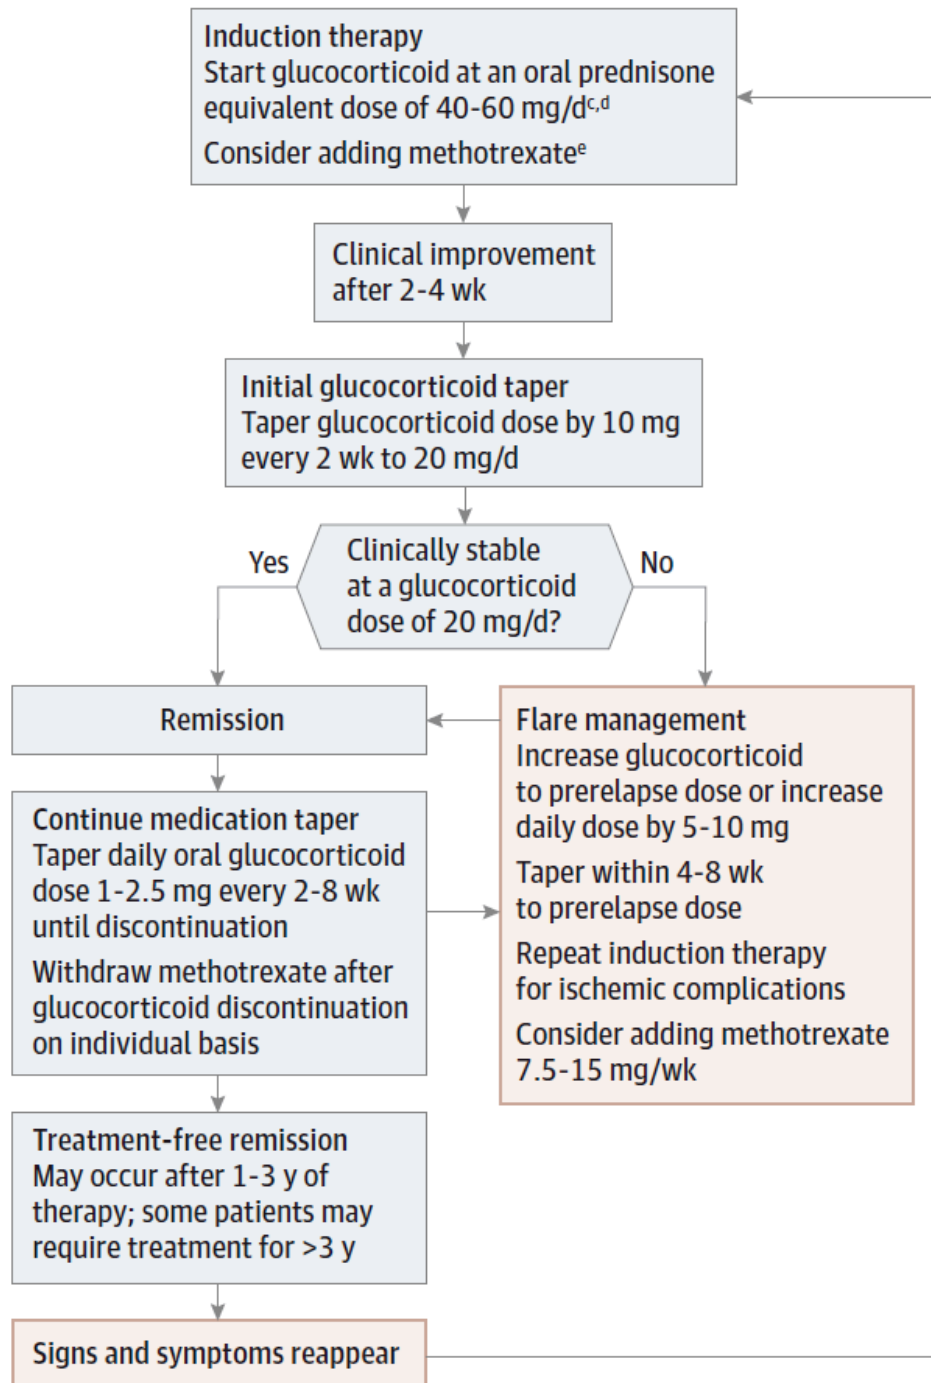 Induction therapy
Start glucocorticoid at an oral prednisone
equivalent dose of 40-60 mg/dᶜ,ᵈ
Consider adding methotrexateᵉ
Clinical improvement
after 2-4 wk
Initial glucocorticoid taper
Taper glucocorticoid dose by 10 mg
every 2 wk to 20 mg/d
Clinically stable
at a glucocorticoid
dose of 20 mg/d?
Yes
No
Remission
Continue medication taper
Taper daily oral glucocorticoid
dose 1-2.5 mg every 2-8 wk
until discontinuation
Withdraw methotrexate after
glucocorticoid discontinuation
on individual basis
Flare management
Increase glucocorticoid
to prerelapse dose or increase
daily dose by 5-10 mg
Taper within 4-8 wk
to prerelapse dose
Repeat induction therapy
for ischemic complications
Consider adding methotrexate
7.5-15 mg/wk
Treatment-free remission
May occur after 1-3 y of
therapy; some patients may
require treatment for >3 y
Signs and symptoms reappear